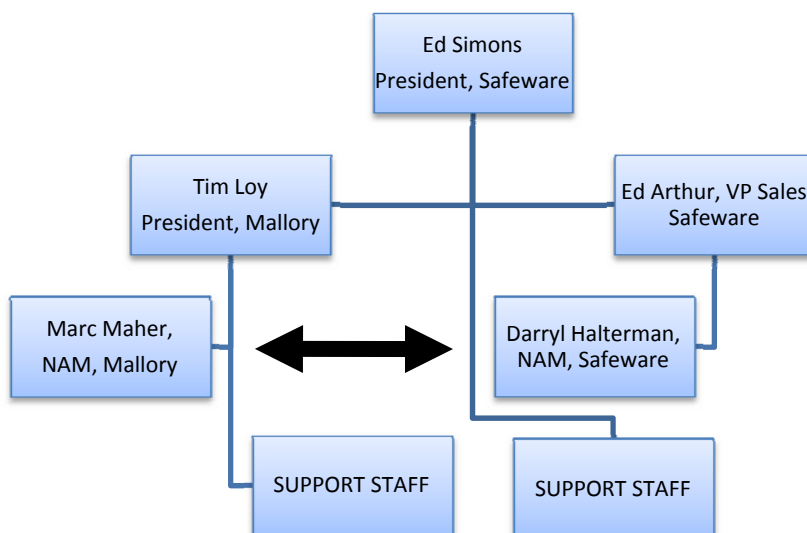 Ed Simons
President, Safeware
Tim Loy
President, Mallory
Ed Arthur, VP Sales
Safeware
Marc Maher,
NAM, Mallory
Darryl Halterman,
NAM, Safeware
SUPPORT STAFF
SUPPORT STAFF